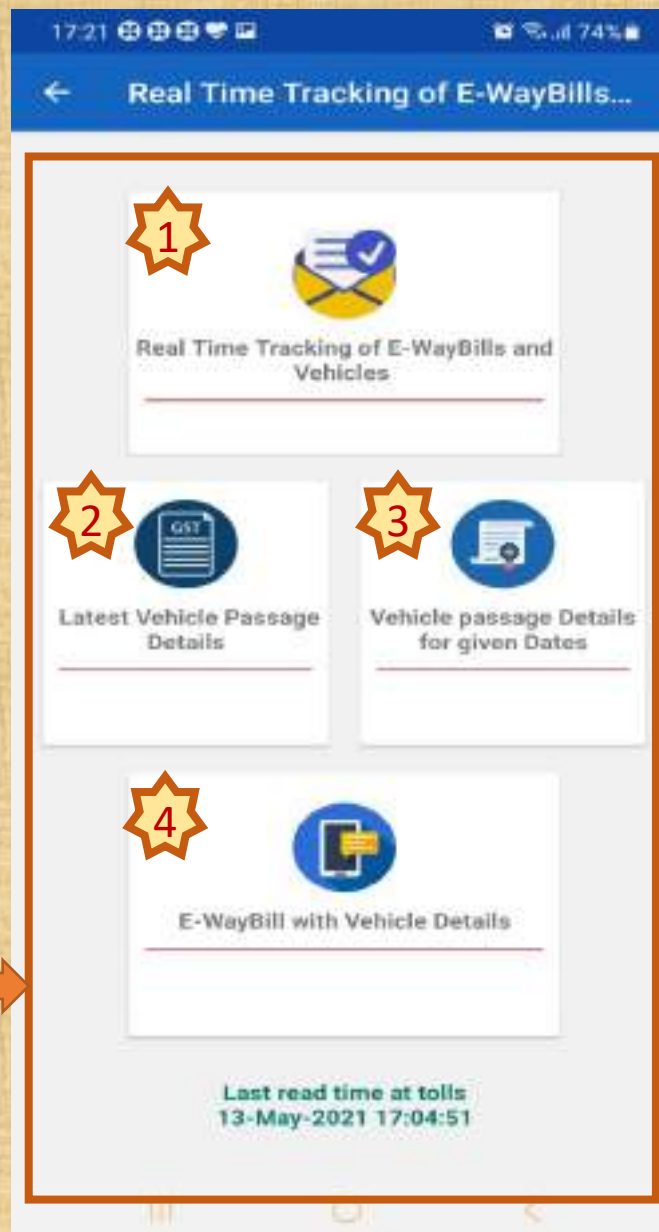 17:21
74%
Real Time Tracking of E-WayBills...
1
Real Time Tracking of E-WayBills and
Vehicles
2
GST
Latest Vehicle Passage
Details
3
Vehicle passage Details
for given Dates
4
E-WayBill with Vehicle Details
Last read time at tolls
13-May-2021 17:04:51